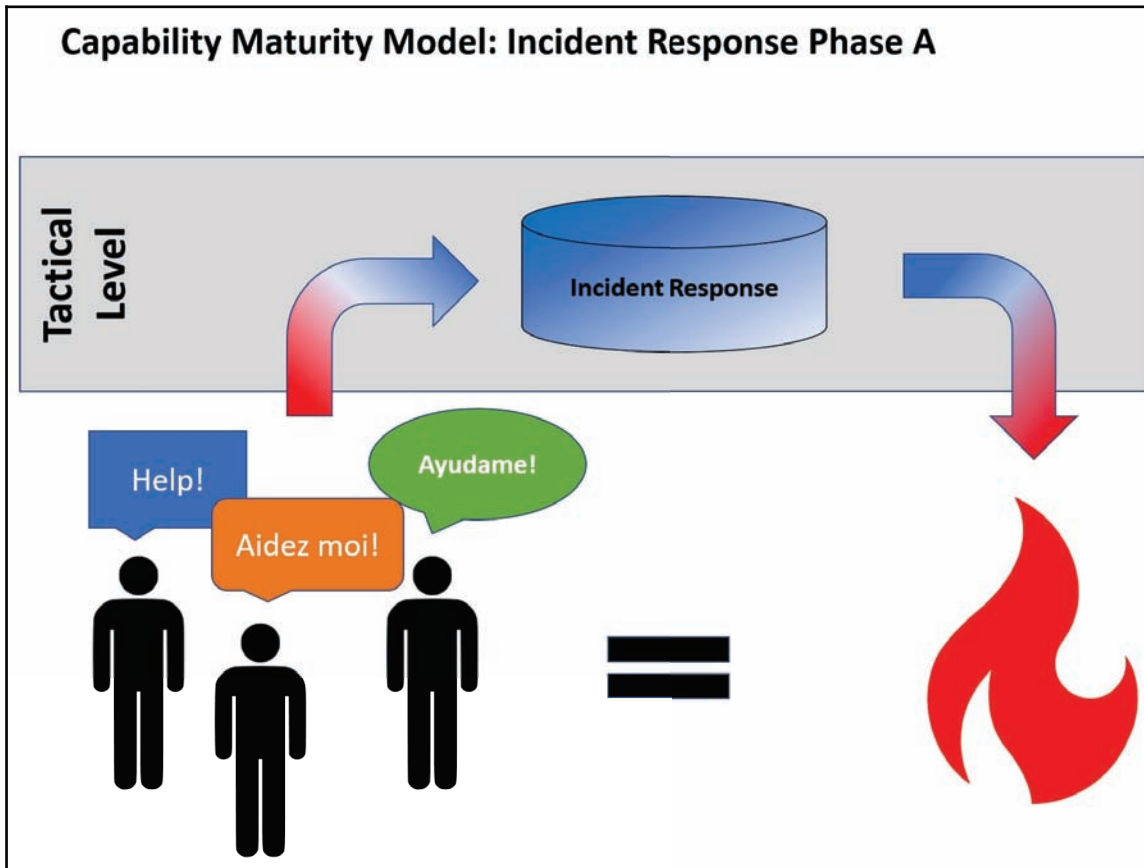 Capability Maturity Model: Incident Response Phase A
Tactical
Level
Incident Response
Help!
Aidez moi!
Ayudame!